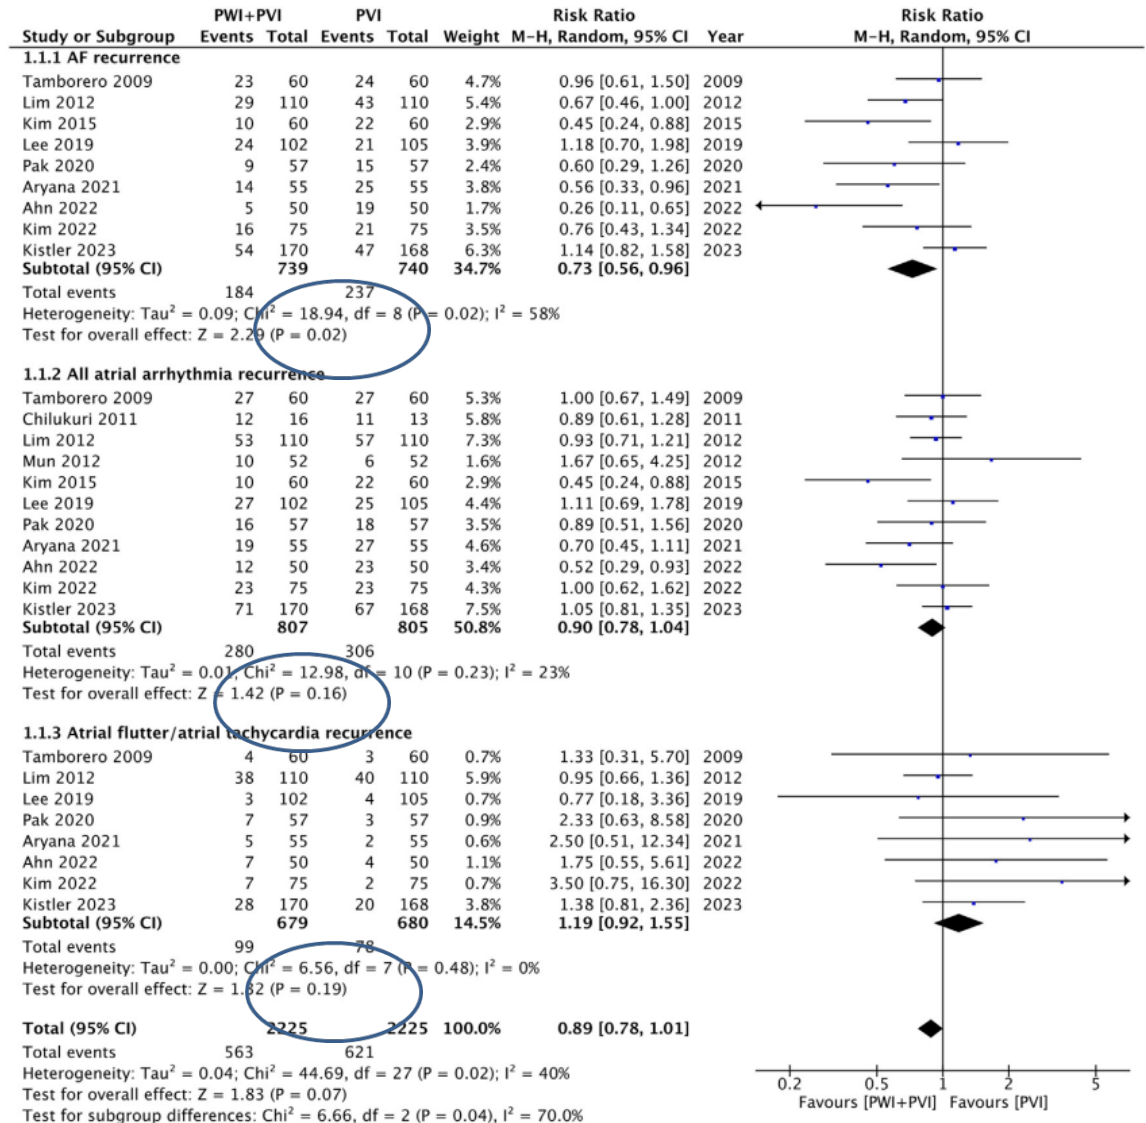 PWI+PVI PVI Risk Ratio Risk Ratio
Study or Subgroup Events Total Events Total Weight M-H, Random, 95% CI Year M-H, Random, 95% CI
1.1.1 AF recurrence
Tamborero 2009 23 60 24 60 4.7% 0.96 [0.61, 1.50] 2009
Lim 2012 29 110 43 110 5.4% 0.67 [0.46, 1.00] 2012
Kim 2015 10 60 22 60 2.9% 0.45 [0.24, 0.88] 2015
Lee 2019 24 102 21 105 3.9% 1.18 [0.70, 1.98] 2019
Pak 2020 9 57 15 57 2.4% 0.60 [0.29, 1.26] 2020
Aryana 2021 14 55 25 55 3.8% 0.56 [0.33, 0.96] 2021
Ahn 2022 5 50 19 50 1.7% 0.26 [0.11, 0.65] 2022
Kim 2022 16 75 21 75 3.5% 0.76 [0.43, 1.34] 2022
Kistler 2023 54 170 47 168 6.3% 1.14 [0.82, 1.58] 2023
Subtotal (95% CI) 739 740 34.7% 0.73 [0.56, 0.96]
Total events 184 237
Heterogeneity: Tau² = 0.09; Chi² = 18.94, df = 8 (P = 0.02); I² = 58%
Test for overall effect: Z = 2.29 (P = 0.02)
1.1.2 All atrial arrhythmia recurrence
Tamborero 2009 27 60 27 60 5.3% 1.00 [0.67, 1.49] 2009
Chilukuri 2011 12 16 11 13 5.8% 0.89 [0.61, 1.28] 2011
Lim 2012 53 110 57 110 7.3% 0.93 [0.71, 1.21] 2012
Mun 2012 10 52 6 52 1.6% 1.67 [0.65, 4.25] 2012
Kim 2015 10 60 22 60 2.9% 0.45 [0.24, 0.88] 2015
Lee 2019 27 102 25 105 4.4% 1.11 [0.69, 1.78] 2019
Pak 2020 16 57 18 57 3.5% 0.89 [0.51, 1.56] 2020
Aryana 2021 19 55 27 55 4.6% 0.70 [0.45, 1.11] 2021
Ahn 2022 12 50 23 50 3.4% 0.52 [0.29, 0.93] 2022
Kim 2022 23 75 23 75 4.3% 1.00 [0.62, 1.62] 2022
Kistler 2023 71 170 67 168 7.5% 1.05 [0.81, 1.35] 2023
Subtotal (95% CI) 807 805 50.8% 0.90 [0.78, 1.04]
Total events 280 306
Heterogeneity: Tau² = 0.01; Chi² = 12.98, df = 10 (P = 0.23); I² = 23%
Test for overall effect: Z = 1.42 (P = 0.16)
1.1.3 Atrial flutter/atrial tachycardia recurrence
Tamborero 2009 4 60 3 60 0.7% 1.33 [0.31, 5.70] 2009
Lim 2012 38 110 40 110 5.9% 0.95 [0.66, 1.36] 2012
Lee 2019 3 102 4 105 0.7% 0.77 [0.18, 3.36] 2019
Pak 2020 7 57 3 57 0.9% 2.33 [0.63, 8.58] 2020
Aryana 2021 5 55 2 55 0.6% 2.50 [0.51, 12.34] 2021
Ahn 2022 7 50 4 50 1.1% 1.75 [0.55, 5.61] 2022
Kim 2022 7 75 2 75 0.7% 3.50 [0.75, 16.30] 2022
Kistler 2023 28 170 20 168 3.8% 1.38 [0.81, 2.36] 2023
Subtotal (95% CI) 679 680 14.5% 1.19 [0.92, 1.55]
Total events 99 78
Heterogeneity: Tau² = 0.00; Chi² = 6.56, df = 7 (P = 0.48); I² = 0%
Test for overall effect: Z = 1.32 (P = 0.19)
Total (95% CI) 2225 2225 100.0% 0.89 [0.78, 1.01]
Total events 563 621
Heterogeneity: Tau² = 0.04; Chi² = 44.69, df = 27 (P = 0.02); I² = 40%
Test for overall effect: Z = 1.83 (P = 0.07)
Test for subgroup differences: Chi² = 6.66, df = 2 (P = 0.04), I² = 70.0%
0.2 0.5 1 2 5
Favours [PWI+PVI] Favours [PVI]